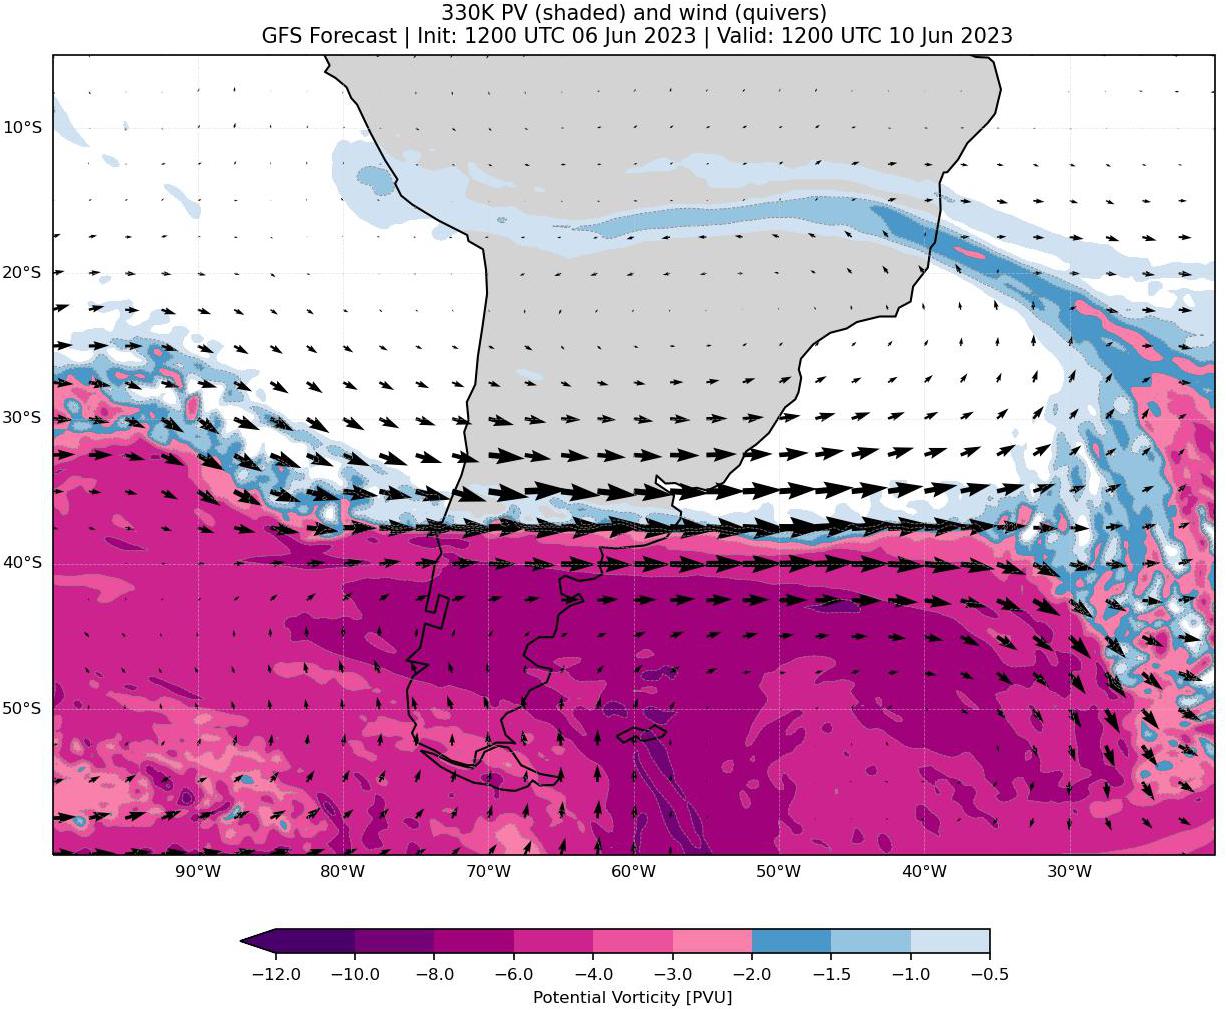 330K PV (shaded) and wind (quivers)
GFS Forecast | Init: 1200 UTC 06 Jun 2023 | Valid: 1200 UTC 10 Jun 2023
10°S
20°S
30°S
40°S
50°S
90°W 80°W 70°W 60°W 50°W 40°W 30°W
−12.0 −10.0 −8.0 −6.0 −4.0 −3.0 −2.0 −1.5 −1.0 −0.5
Potential Vorticity [PVU]